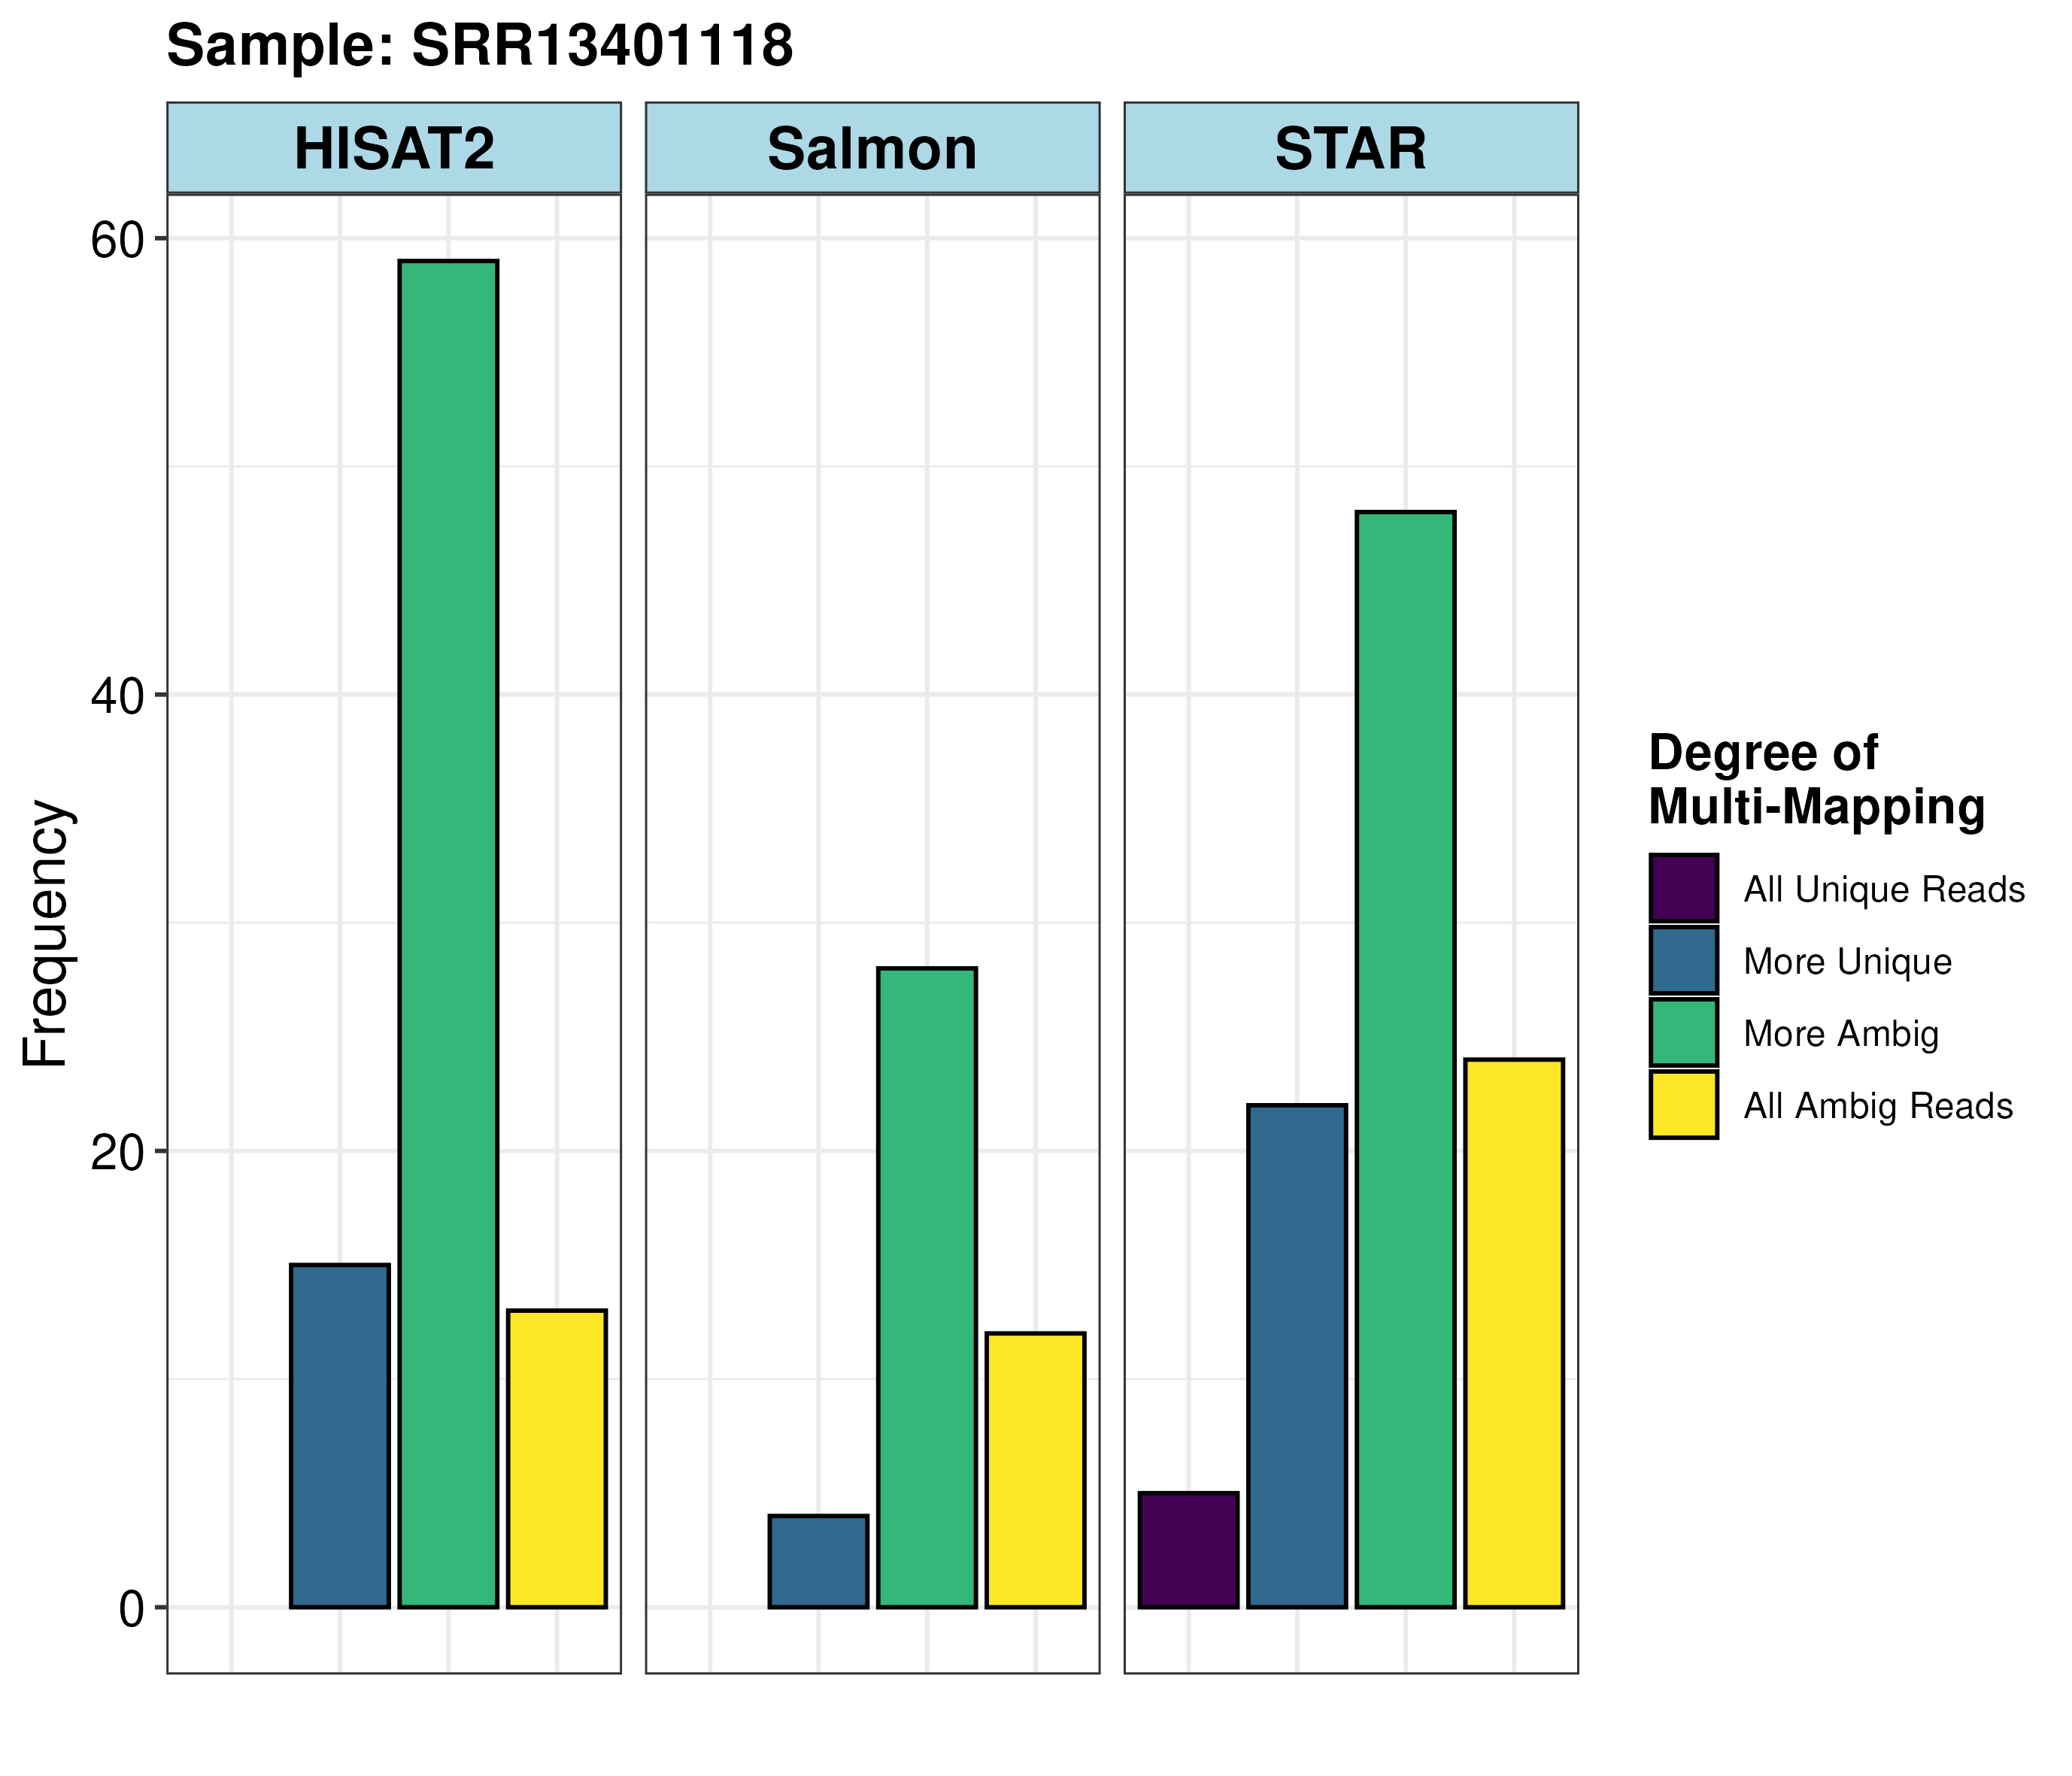 Sample: SRR13401118
HISAT2
Salmon
STAR
60
40
20
0
Frequency
Degree of
Multi-Mapping
All Unique Reads
More Unique
More Ambig
All Ambig Reads